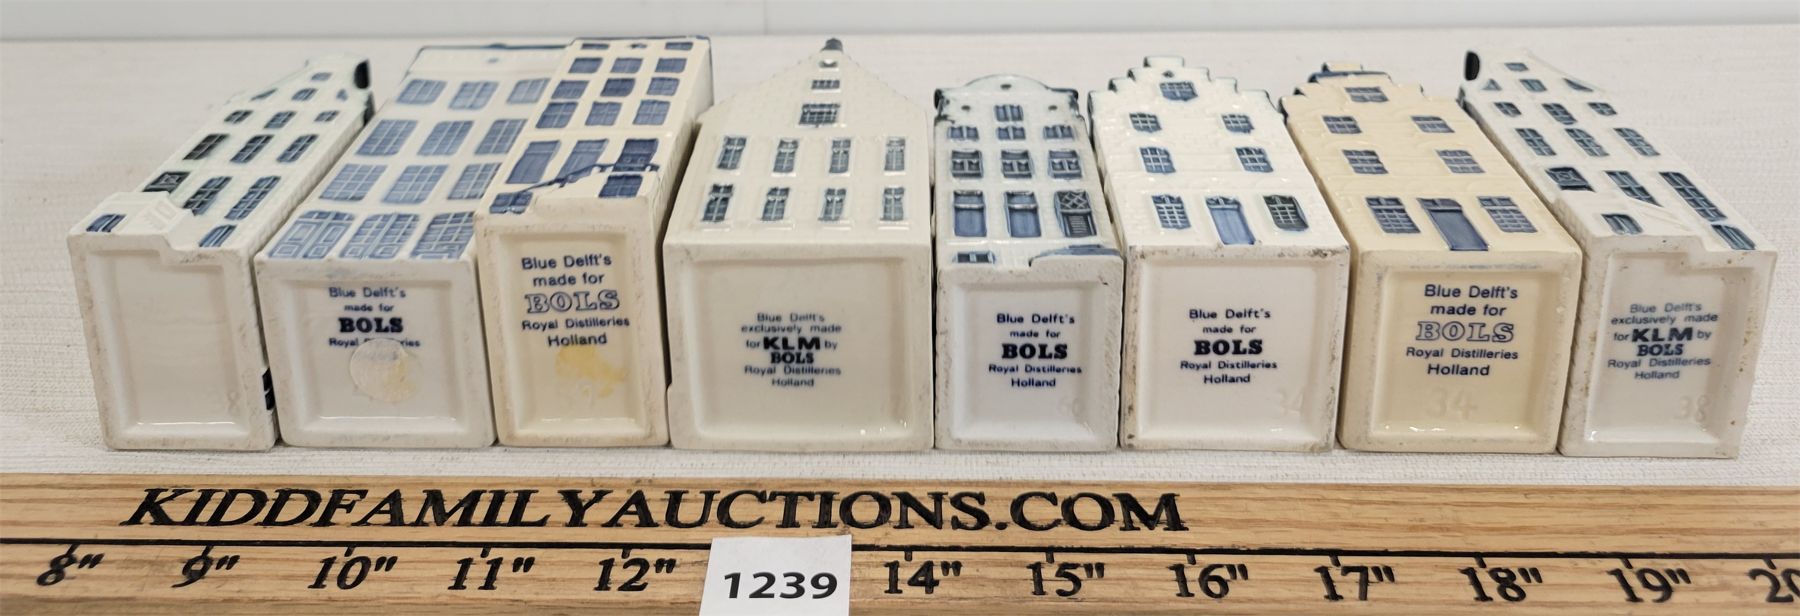 Blue Delft's
made for
BOLS
Royal
Blue Delft's
made for
BOLS
Royal Distilleries
Holland
Blue Delft's
exclusively made
for KLM by
BOLS
Royal Distilleries
Holland
Blue Delft's
made for
BOLS
Royal Distilleries
Holland
Blue Delft's
made for
BOLS
Royal Distilleries
Holland
34
Blue Delft's
made for
BOLS
Royal Distilleries
Holland
34
Blue Delft's
exclusively made
for KLM by
BOLS
Royal Distilleries
Holland
38
KIDDFAMILYAUCTIONS.COM
8" 9" 10" 11" 12" 14" 15" 16" 17" 18" 19" 20
1239